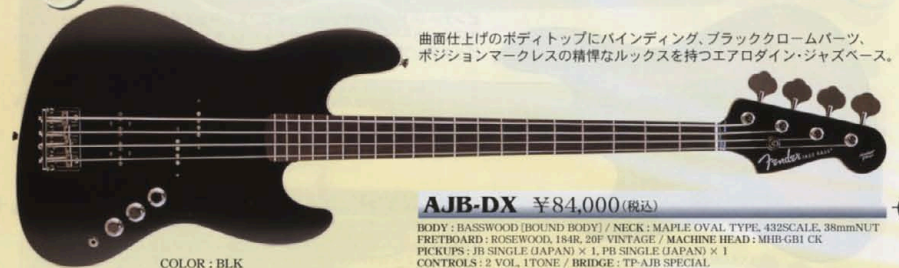 曲面仕上げのボディトップにバインディング、ブラッククロームパーツ、
ポジションマークレスの精悍なルックスを持つエアロダイン・ジャズベース。
Fender JAZZ BASS
AJB-DX ¥84,000(税込)
BODY : BASSWOOD [BOUND BODY] / NECK : MAPLE OVAL TYPE, 432SCALE, 38mmNUT
FRETBOARD : ROSEWOOD, 184R, 20F VINTAGE / MACHINE HEAD : MHB-GB1 CK
PICKUPS : JB SINGLE (JAPAN) × 1, PB SINGLE (JAPAN) × 1
CONTROLS : 2 VOL, 1TONE / BRIDGE : TP-AJB SPECIAL
COLOR : BLK